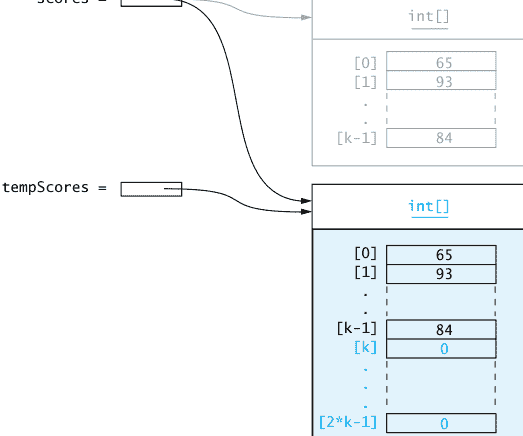 scores =
int[]
[0] 65
[1] 93
.
.
[k-1] 84
tempScores =
int[]
[0] 65
[1] 93
.
.
[k-1] 84
[k] 0
.
.
.
[2*k-1] 0